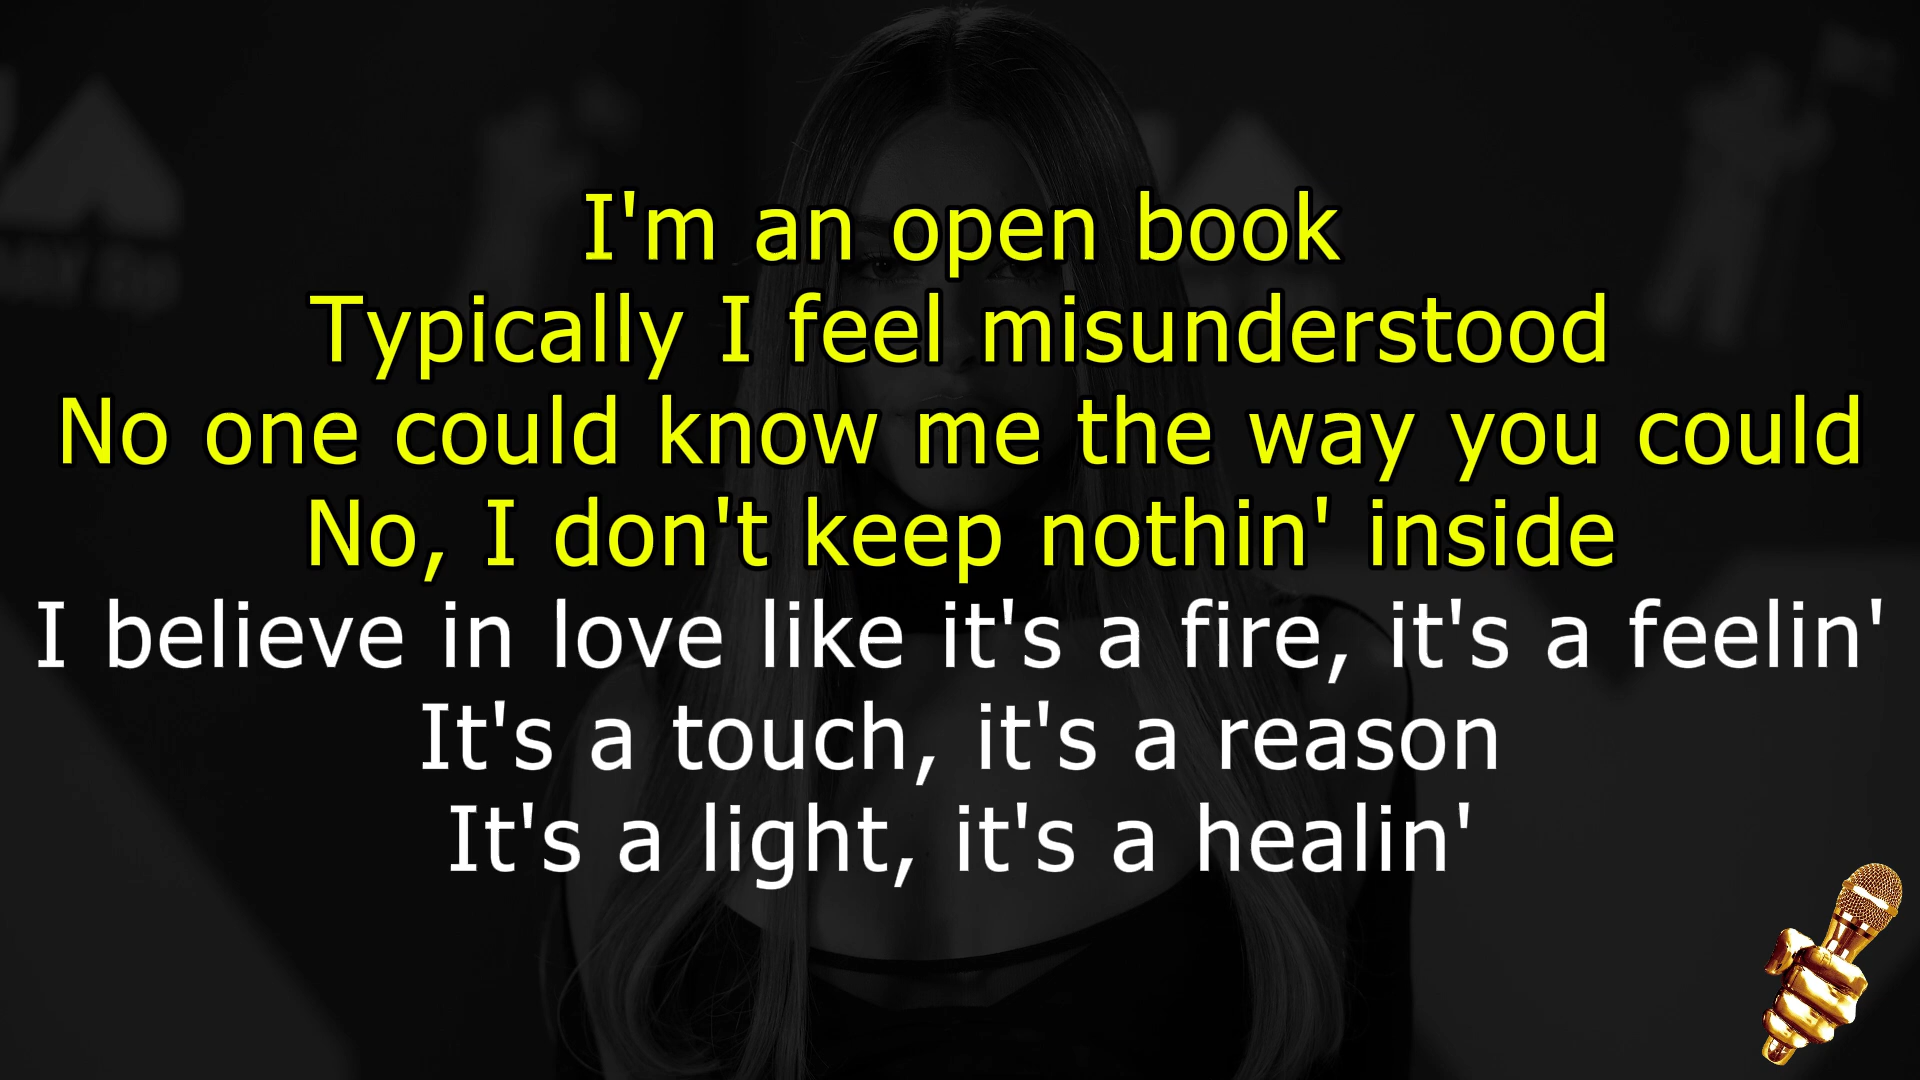 I'm an open book
Typically I feel misunderstood
No one could know me the way you could
No, I don't keep nothin' inside
I believe in love like it's a fire, it's a feelin'
It's a touch, it's a reason
It's a light, it's a healin'